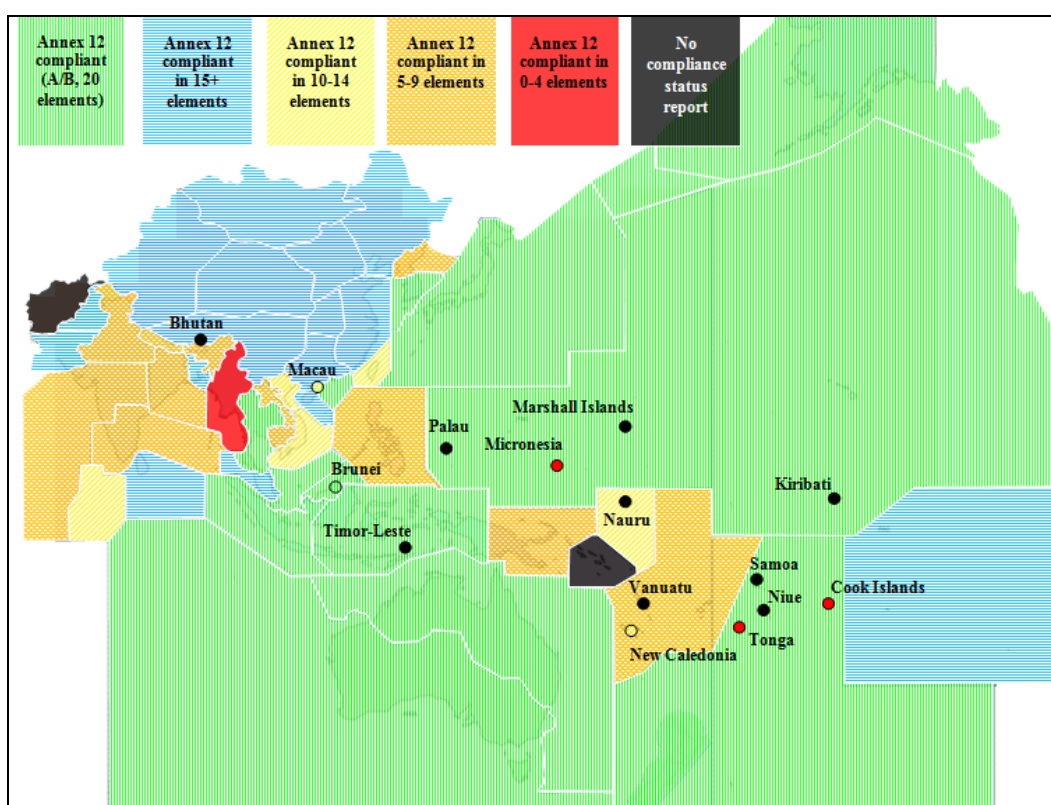 Annex 12
compliant
(A/B, 20
elements)
Annex 12
compliant
in 15+
elements
Annex 12
compliant
in 10-14
elements
Annex 12
compliant in
5-9 elements
Annex 12
compliant in
0-4 elements
No
compliance
status
report
Bhutan
Macau
Marshall Islands
Palau
Micronesia
Brunei
Kiribati
Nauru
Timor-Leste
Samoa
Vanuatu
Niue
Cook Islands
Tonga
New Caledonia